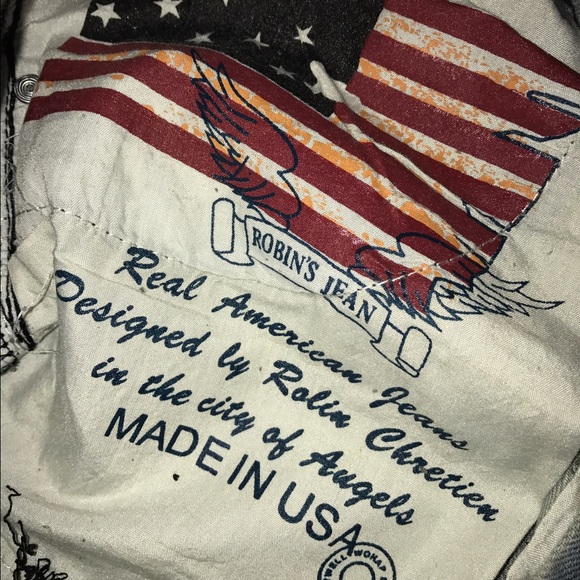 ROBIN'S JEAN
Real American Jeans
Designed by Robin Chretien
in the city of Angels
MADE IN USA